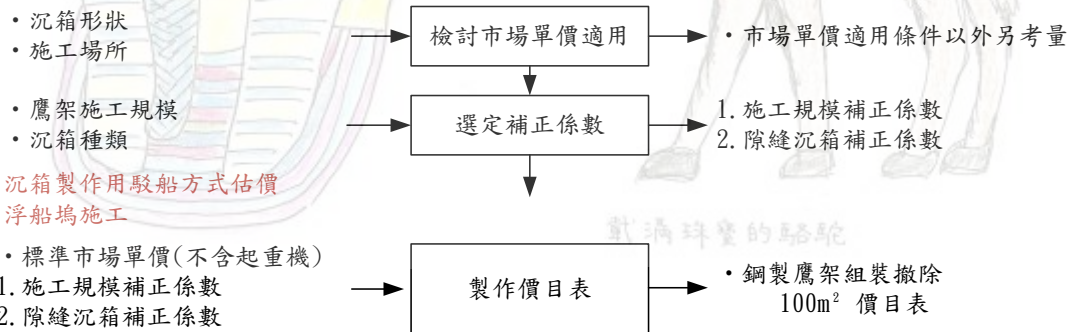 ・沉箱形狀
・施工場所
檢討市場單價適用
・市場單價適用條件以外另考量
・鷹架施工規模
・沉箱種類
選定補正係數
1.施工規模補正係數
2.隙縫沉箱補正係數
沉箱製作用駁船方式估價
浮船塢施工
戴滿珠寶的駱駝
・標準市場單價(不含起重機)
1.施工規模補正係數
2.隙縫沉箱補正係數
製作價目表
・鋼製鷹架組裝撤除
100m² 價目表